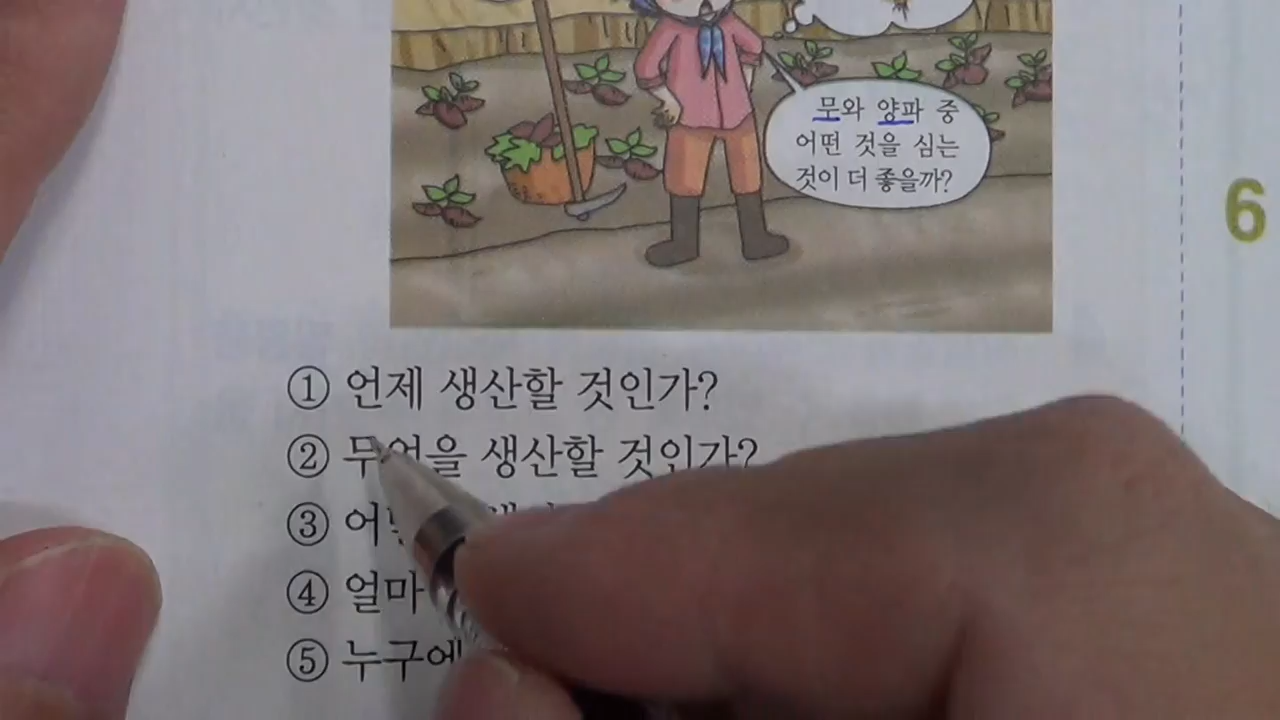 무와 양파 중
어떤 것을 심는
것이 더 좋을까?
6
① 언제 생산할 것인가?
② 무엇을 생산할 것인가?
③
④ 얼마
⑤ 누구에